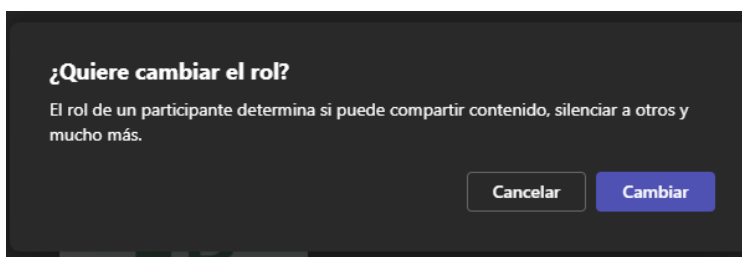 ¿Quiere cambiar el rol?
El rol de un participante determina si puede compartir contenido, silenciar a otros y
mucho más.
Cancelar
Cambiar